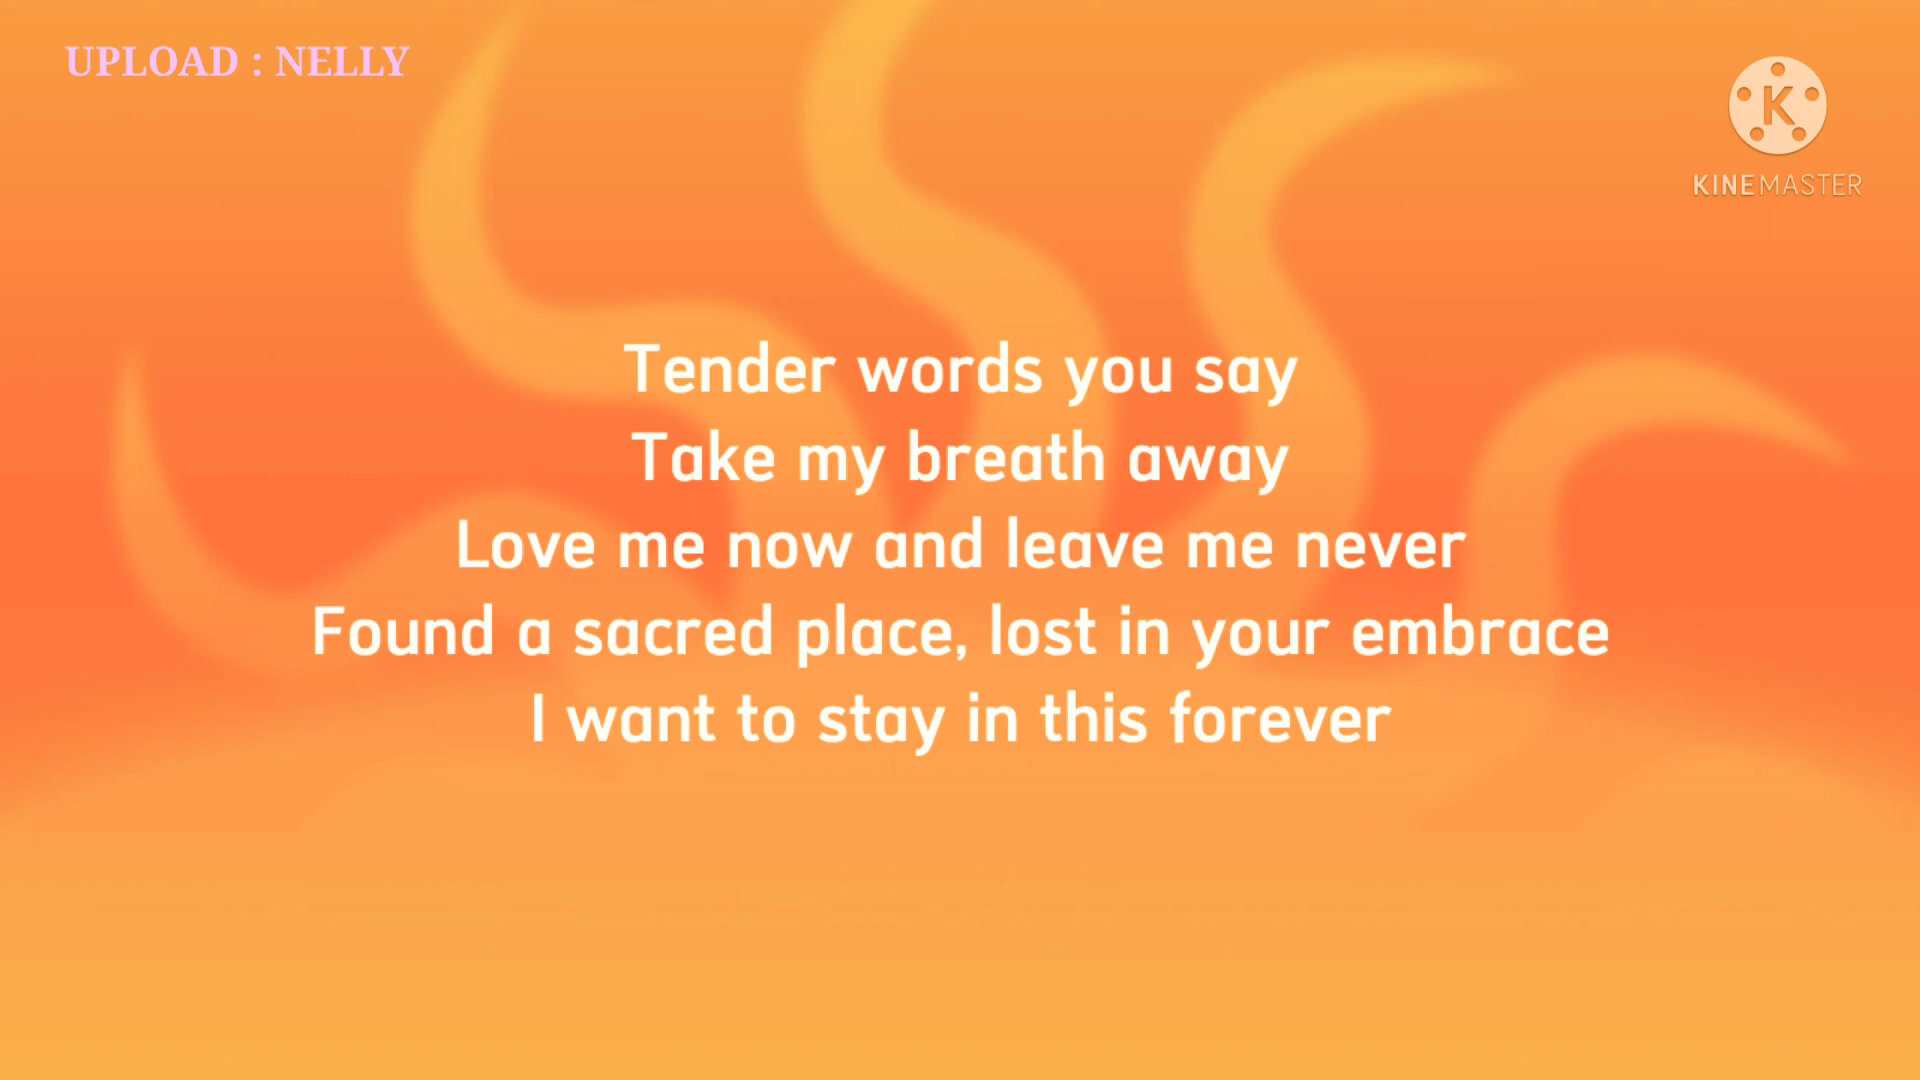 UPLOAD : NELLY
K
KINEMASTER
Tender words you say
Take my breath away
Love me now and leave me never
Found a sacred place, lost in your embrace
I want to stay in this forever